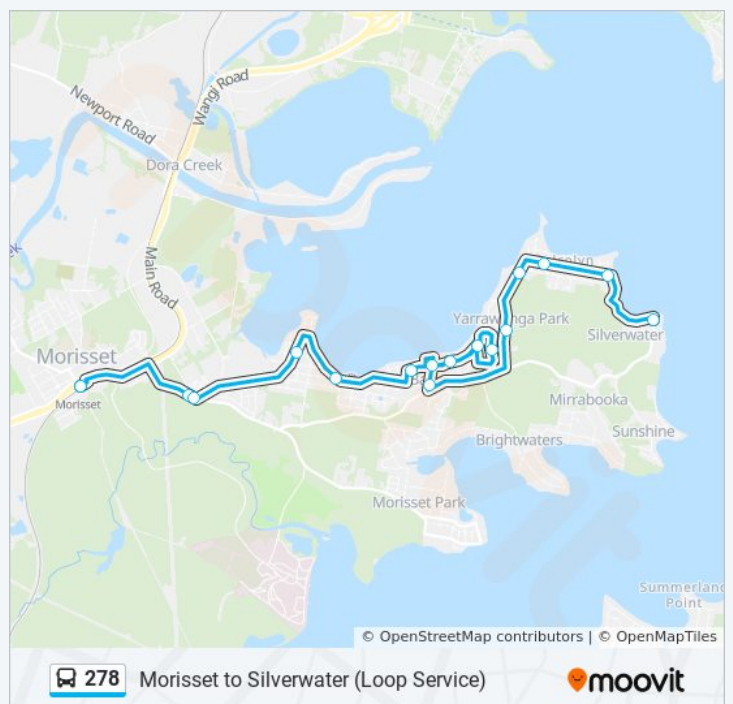 Wangi Road
Newport Road
Dora Creek
Main Road
Yarrawonga Park
Silverwater
Morisset
Morisset
Mirrabooka
Sunshine
Brightwaters
Morisset Park
Summerland
Point
© OpenStreetMap contributors | © OpenMapTiles
278 Morisset to Silverwater (Loop Service)
moovit